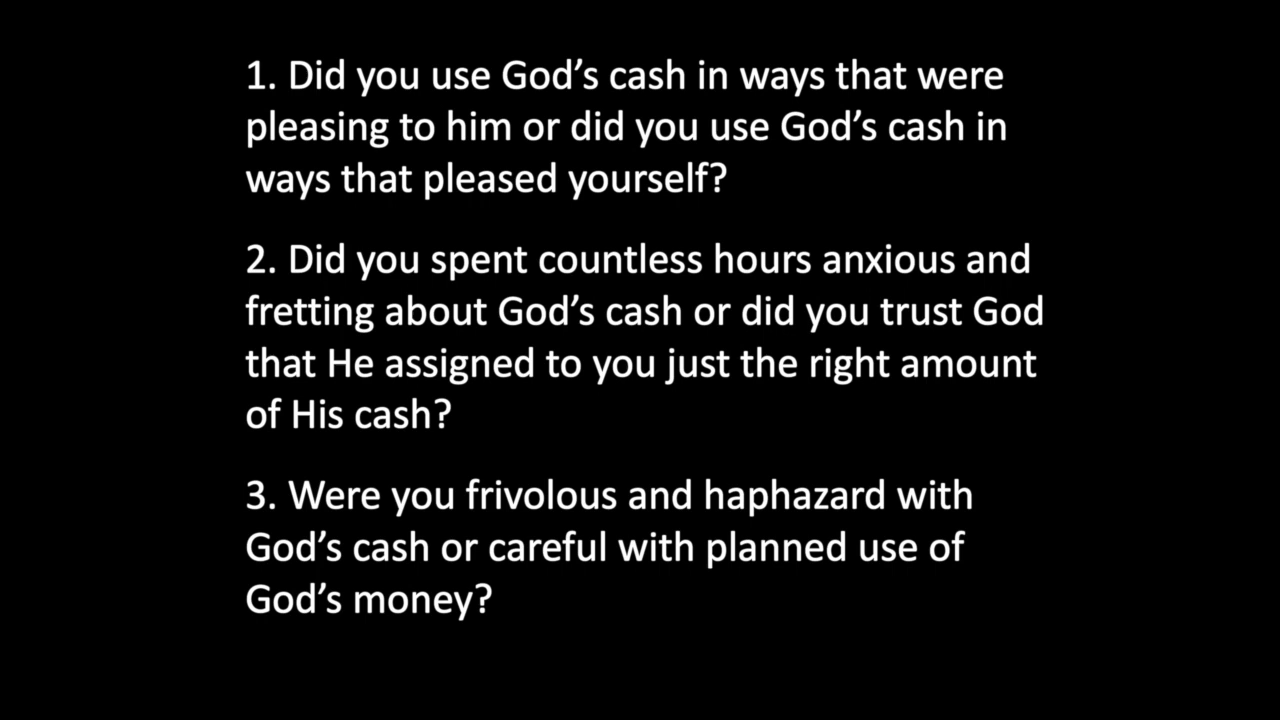 1. Did you use God’s cash in ways that were
pleasing to him or did you use God’s cash in
ways that pleased yourself?
2. Did you spent countless hours anxious and
fretting about God’s cash or did you trust God
that He assigned to you just the right amount
of His cash?
3. Were you frivolous and haphazard with
God’s cash or careful with planned use of
God’s money?